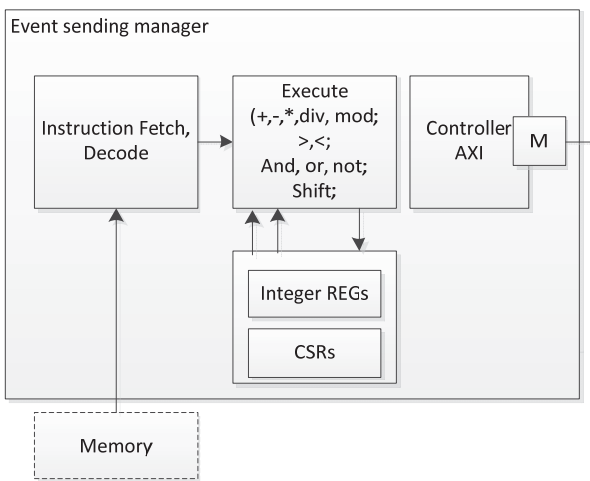 Event sending manager
Instruction Fetch,
Decode
Execute
(+,-,*,div, mod;
>,<;
And, or, not;
Shift;
Controller
AXI
M
Integer REGs
CSRs
Memory